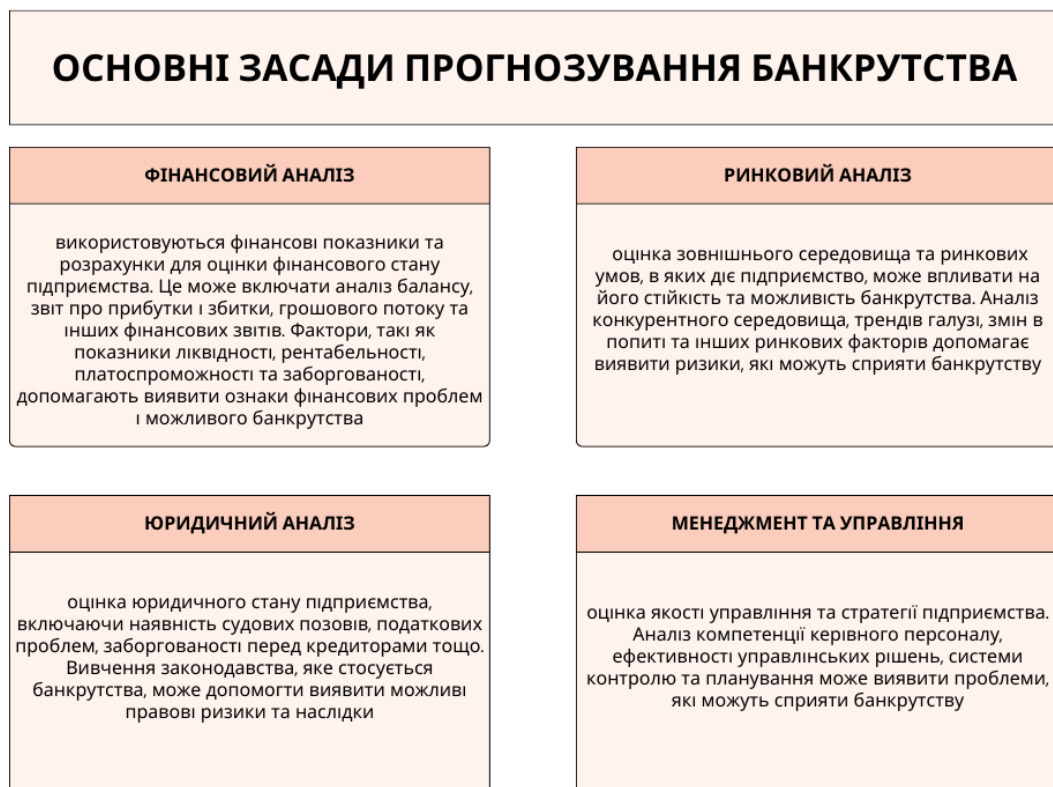 ОСНОВНІ ЗАСАДИ ПРОГНОЗУВАННЯ БАНКРУТСТВА
ФІНАНСОВИЙ АНАЛІЗ
використовуються фінансові показники та
розрахунки для оцінки фінансового стану
підприємства. Це може включати аналіз балансу,
звіт про прибутки і збитки, грошового потоку та
інших фінансових звітів. Фактори, такі як
показники ліквідності, рентабельності,
платоспроможності та заборгованості,
допомагають виявити ознаки фінансових проблем
і можливого банкрутства
РИНКОВИЙ АНАЛІЗ
оцінка зовнішнього середовища та ринкових
умов, в яких діє підприємство, може впливати на
його стійкість та можливість банкрутства. Аналіз
конкурентного середовища, трендів галузі, змін в
попиті та інших ринкових факторів допомагає
виявити ризики, які можуть сприяти банкрутству
ЮРИДИЧНИЙ АНАЛІЗ
оцінка юридичного стану підприємства,
включаючи наявність судових позовів, податкових
проблем, заборгованості перед кредиторами тощо.
Вивчення законодавства, яке стосується
банкрутства, може допомогти виявити можливі
правові ризики та наслідки
МЕНЕДЖМЕНТ ТА УПРАВЛІННЯ
оцінка якості управління та стратегії підприємства.
Аналіз компетенції керівного персоналу,
ефективності управлінських рішень, системи
контролю та планування може виявити проблеми,
які можуть сприяти банкрутству